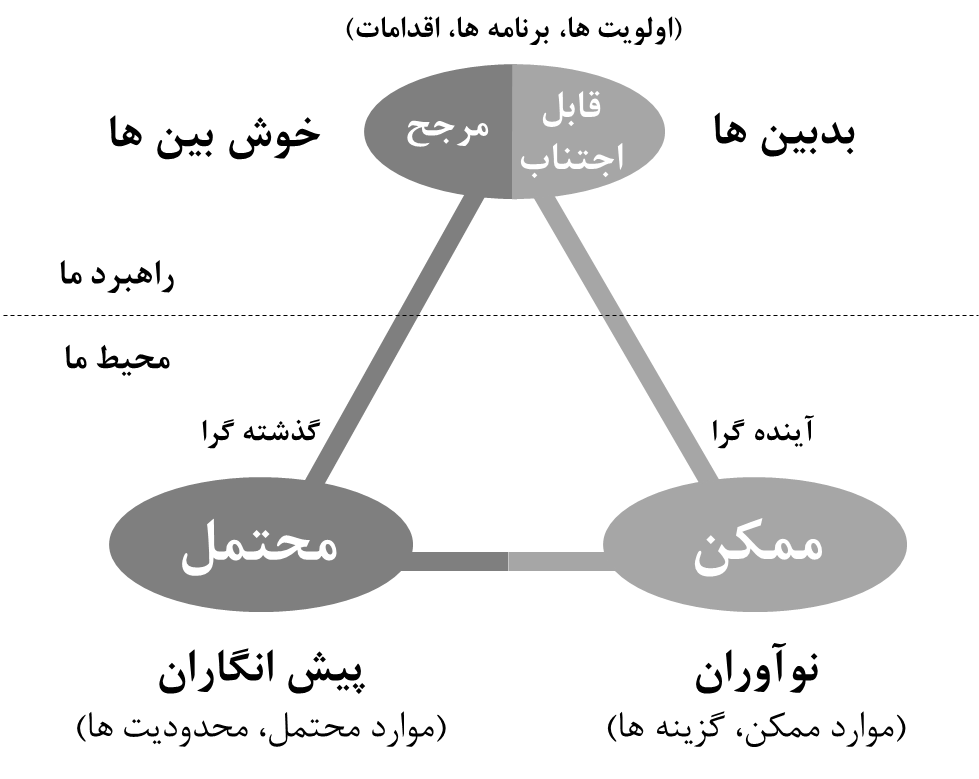 (اولویت ها، برنامه ها، اقدامات)
بدبین ها
قابل
اجتناب
مرجح
خوش بین ها
راهبرد ما
محیط ما
آینده گرا
گذشته گرا
ممکن
محتمل
نوآوران
(موارد ممکن، گزینه ها)
پیش انگاران
(موارد محتمل، محدودیت ها)